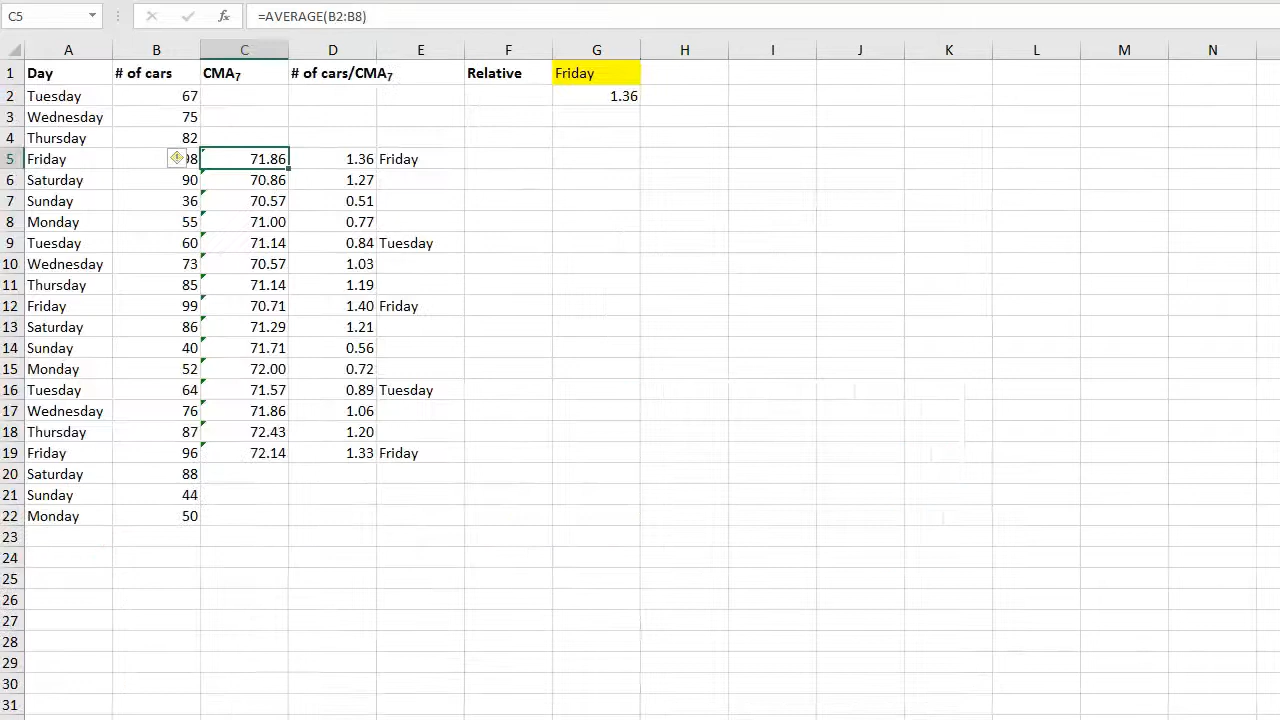 C5 fx =AVERAGE(B2:B8)
A B C D E F G H I J K L M N
1 Day # of cars CMA₇ # of cars/CMA₇ Relative Friday
2 Tuesday 67 1.36
3 Wednesday 75
4 Thursday 82
5 Friday 71.86 1.36 Friday
6 Saturday 90 70.86 1.27
7 Sunday 36 70.57 0.51
8 Monday 55 71.00 0.77
9 Tuesday 60 71.14 0.84 Tuesday
10 Wednesday 73 70.57 1.03
11 Thursday 85 71.14 1.19
12 Friday 99 70.71 1.40 Friday
13 Saturday 86 71.29 1.21
14 Sunday 40 71.71 0.56
15 Monday 52 72.00 0.72
16 Tuesday 64 71.57 0.89 Tuesday
17 Wednesday 76 71.86 1.06
18 Thursday 87 72.43 1.20
19 Friday 96 72.14 1.33 Friday
20 Saturday 88
21 Sunday 44
22 Monday 50
23
24
25
26
27
28
29
30
31